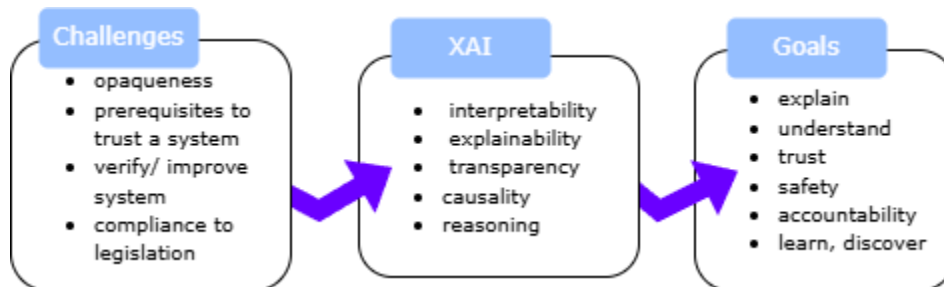 Challenges
• opaqueness
• prerequisites to
trust a system
• verify/ improve
system
• compliance to
legislation
XAI
• interpretability
• explainability
• transparency
• causality
• reasoning
Goals
• explain
• understand
• trust
• safety
• accountability
• learn, discover